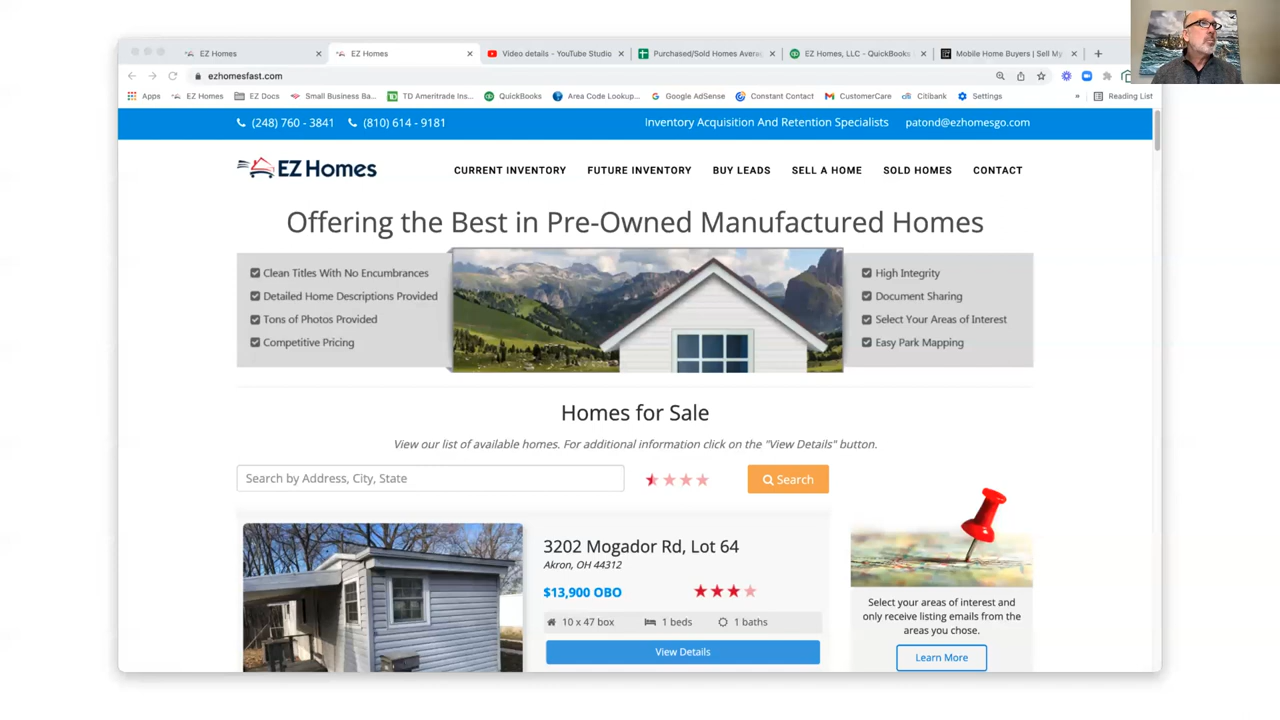 EZ Homes
EZ Homes
Video details - YouTube Studio
Purchased/Sold Homes Avera
EZ Homes, LLC - QuickBooks
Mobile Home Buyers | Sell My
ezhomesfast.com
Apps
EZ Homes
EZ Docs
Small Business Ba...
TD Ameritrade Ins...
QuickBooks
Area Code Lookup...
Google AdSense
Constant Contact
CustomerCare
Citibank
Settings
»
Reading List
(248) 760 - 3841
(810) 614 - 9181
Inventory Acquisition And Retention Specialists
patond@ezhomesgo.com
EZ Homes
CURRENT INVENTORY
FUTURE INVENTORY
BUY LEADS
SELL A HOME
SOLD HOMES
CONTACT
Offering the Best in Pre-Owned Manufactured Homes
Clean Titles With No Encumbrances
Detailed Home Descriptions Provided
Tons of Photos Provided
Competitive Pricing
High Integrity
Document Sharing
Select Your Areas of Interest
Easy Park Mapping
Homes for Sale
View our list of available homes. For additional information click on the "View Details" button.
Search by Address, City, State
Search
3202 Mogador Rd, Lot 64
Akron, OH 44312
$13,900 OBO
10 x 47 box
1 beds
1 baths
View Details
Select your areas of interest and
only receive listing emails from the
areas you chose.
Learn More